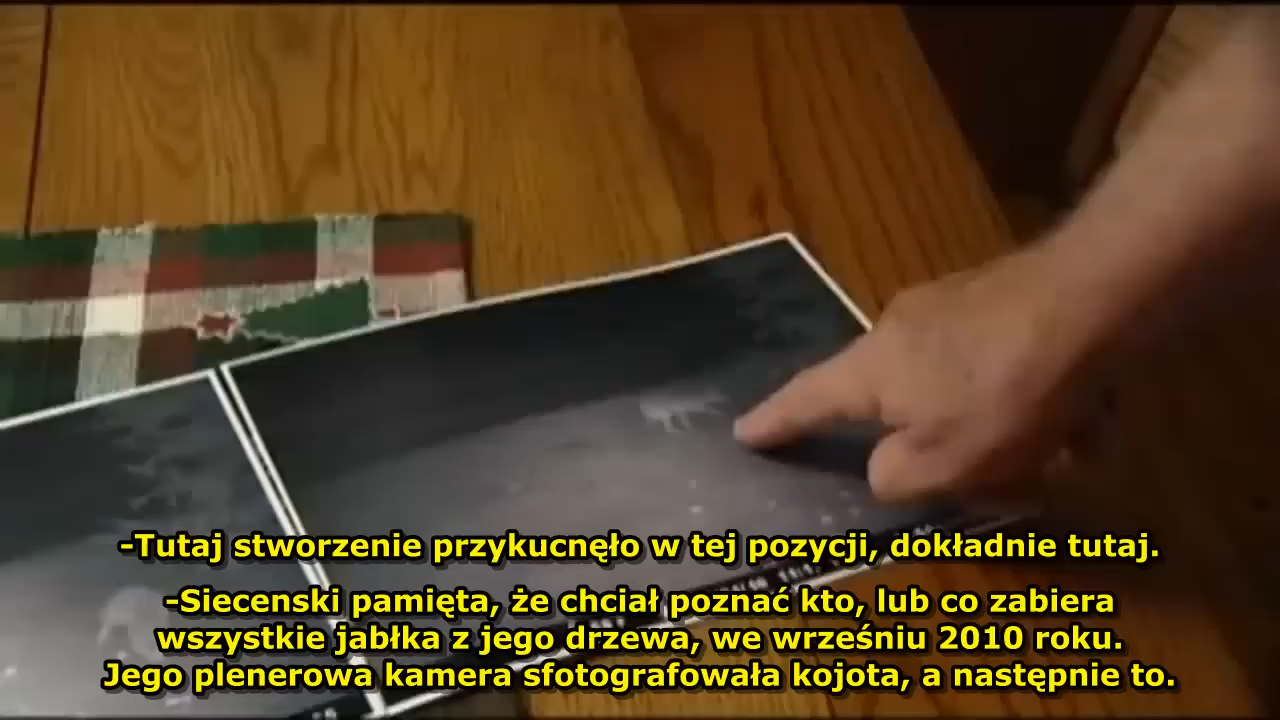 -Tutaj stworzenie przykucnęło w tej pozycji, dokładnie tutaj.
-Siecenski pamięta, że chciał poznać kto, lub co zabiera
wszystkie jabłka z jego drzewa, we wrześniu 2010 roku.
Jego plenerowa kamera sfotografowała kojota, a następnie to.